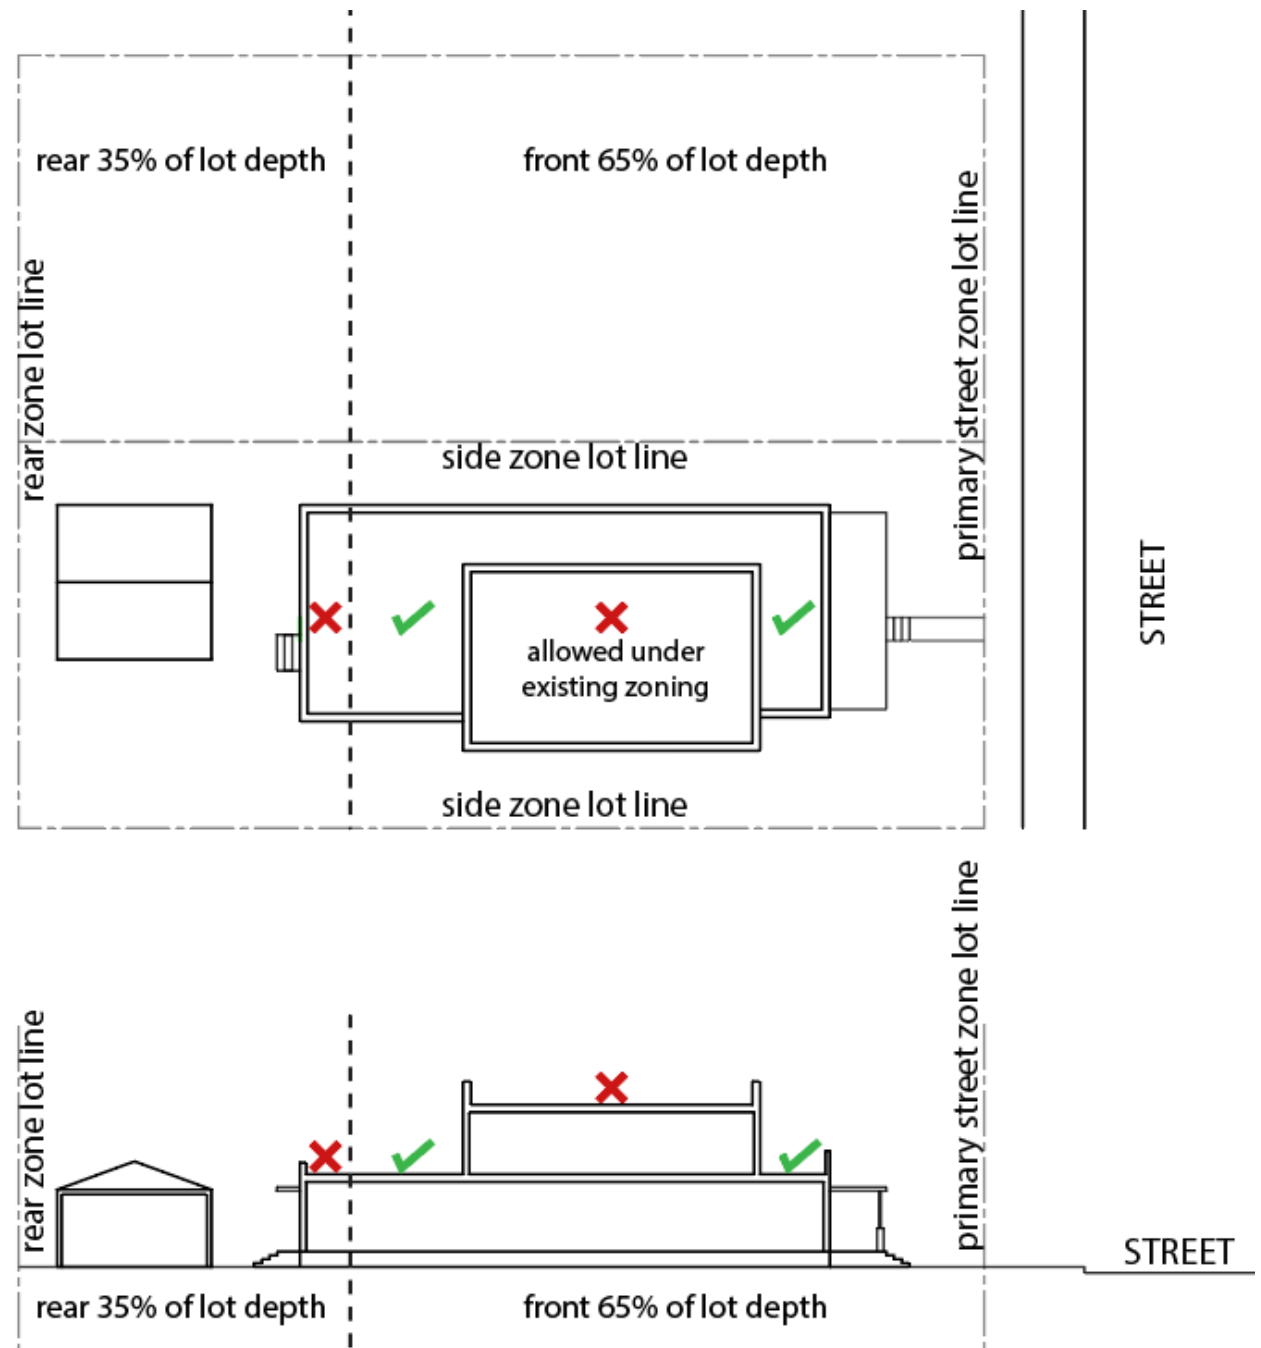 rear 35% of lot depth
front 65% of lot depth
rear zone lot line
primary street zone lot line
side zone lot line
allowed under
existing zoning
STREET
side zone lot line
rear zone lot line
primary street zone lot line
STREET
rear 35% of lot depth
front 65% of lot depth